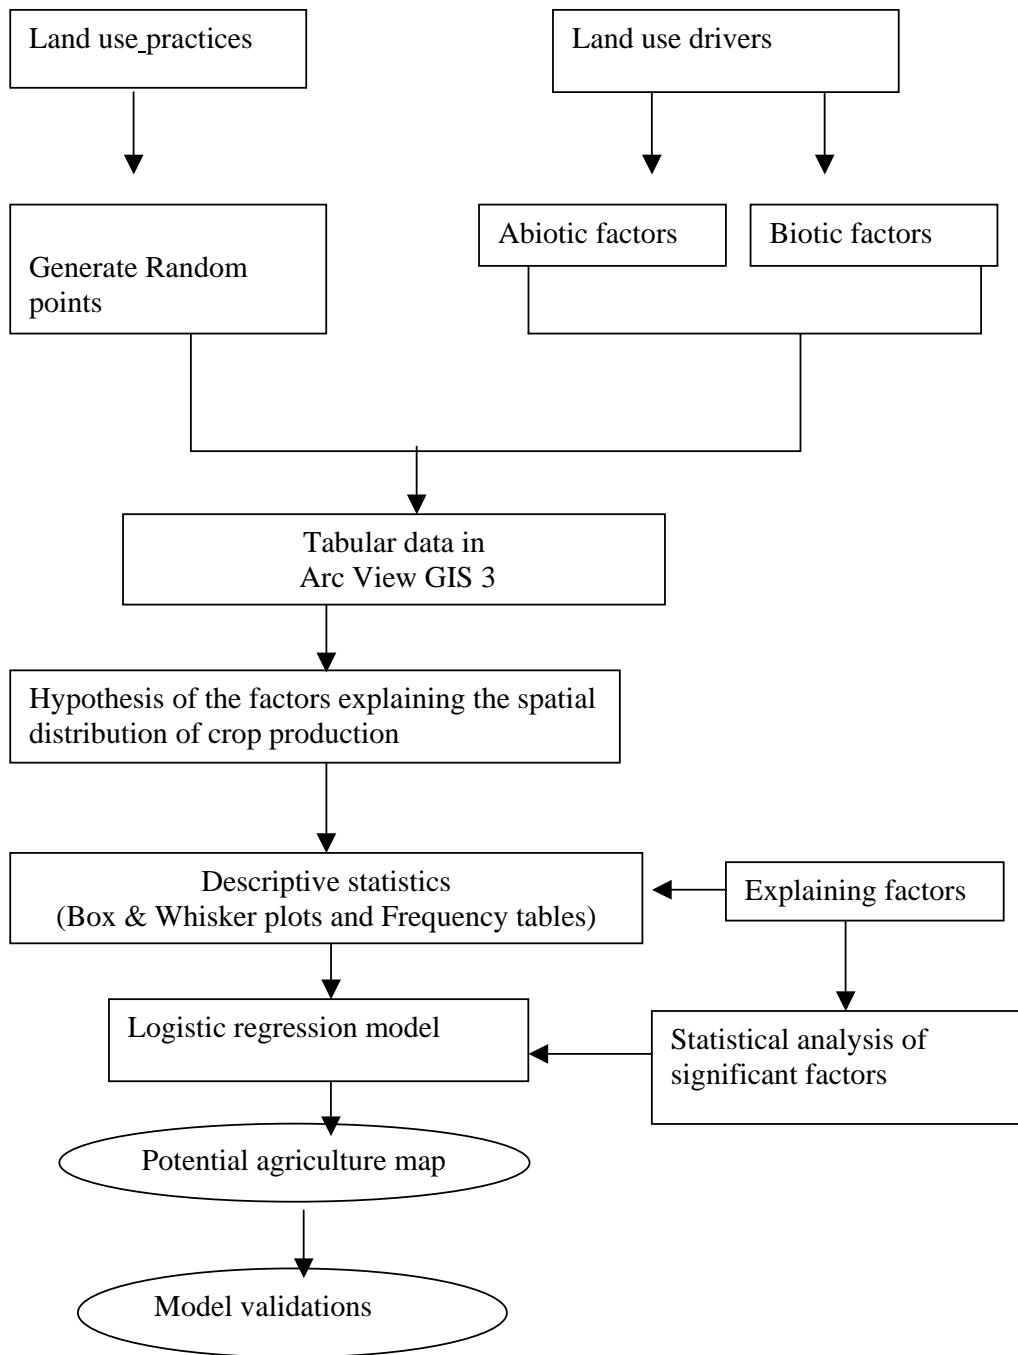 Land use practices
Land use drivers
Abiotic factors
Biotic factors
Generate Random
points
Tabular data in
Arc View GIS 3
Hypothesis of the factors explaining the spatial
distribution of crop production
Descriptive statistics
(Box & Whisker plots and Frequency tables)
Explaining factors
Logistic regression model
Statistical analysis of
significant factors
Potential agriculture map
Model validations